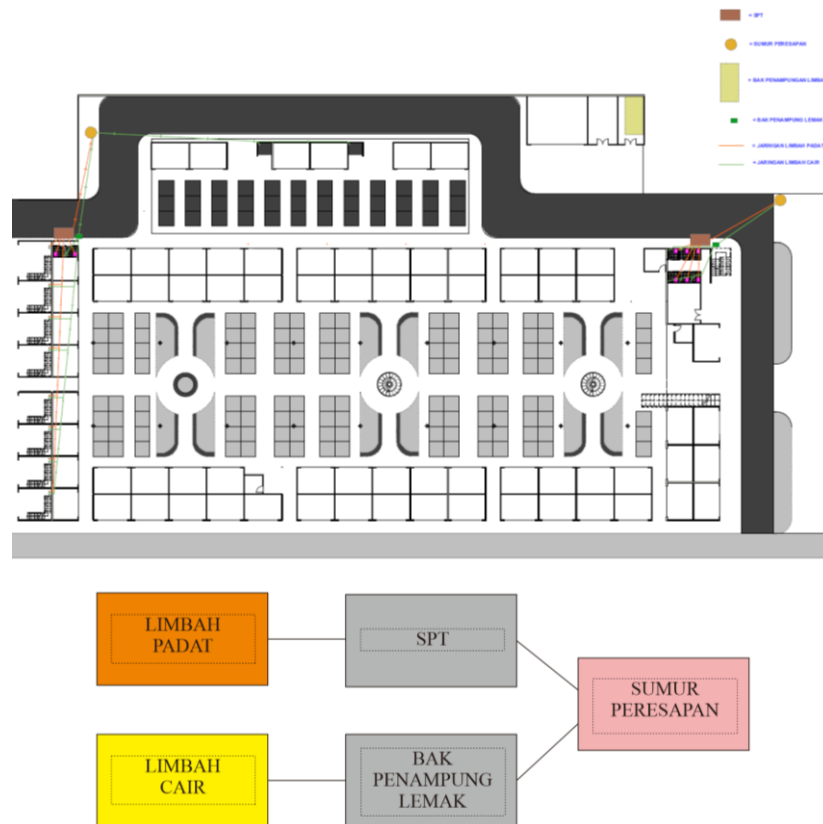 = SPT
= SUMUR PERESAPAN
= BAK PENAMPUNGAN LIMBA
= BAK PENAMPUNG LEMAK
= JARINGAN LIMBAH PADAT
= JARINGAN LIMBAH CAIR
LIMBAH
PADAT
SPT
SUMUR
PERESAPAN
LIMBAH
CAIR
BAK
PENAMPUNG
LEMAK